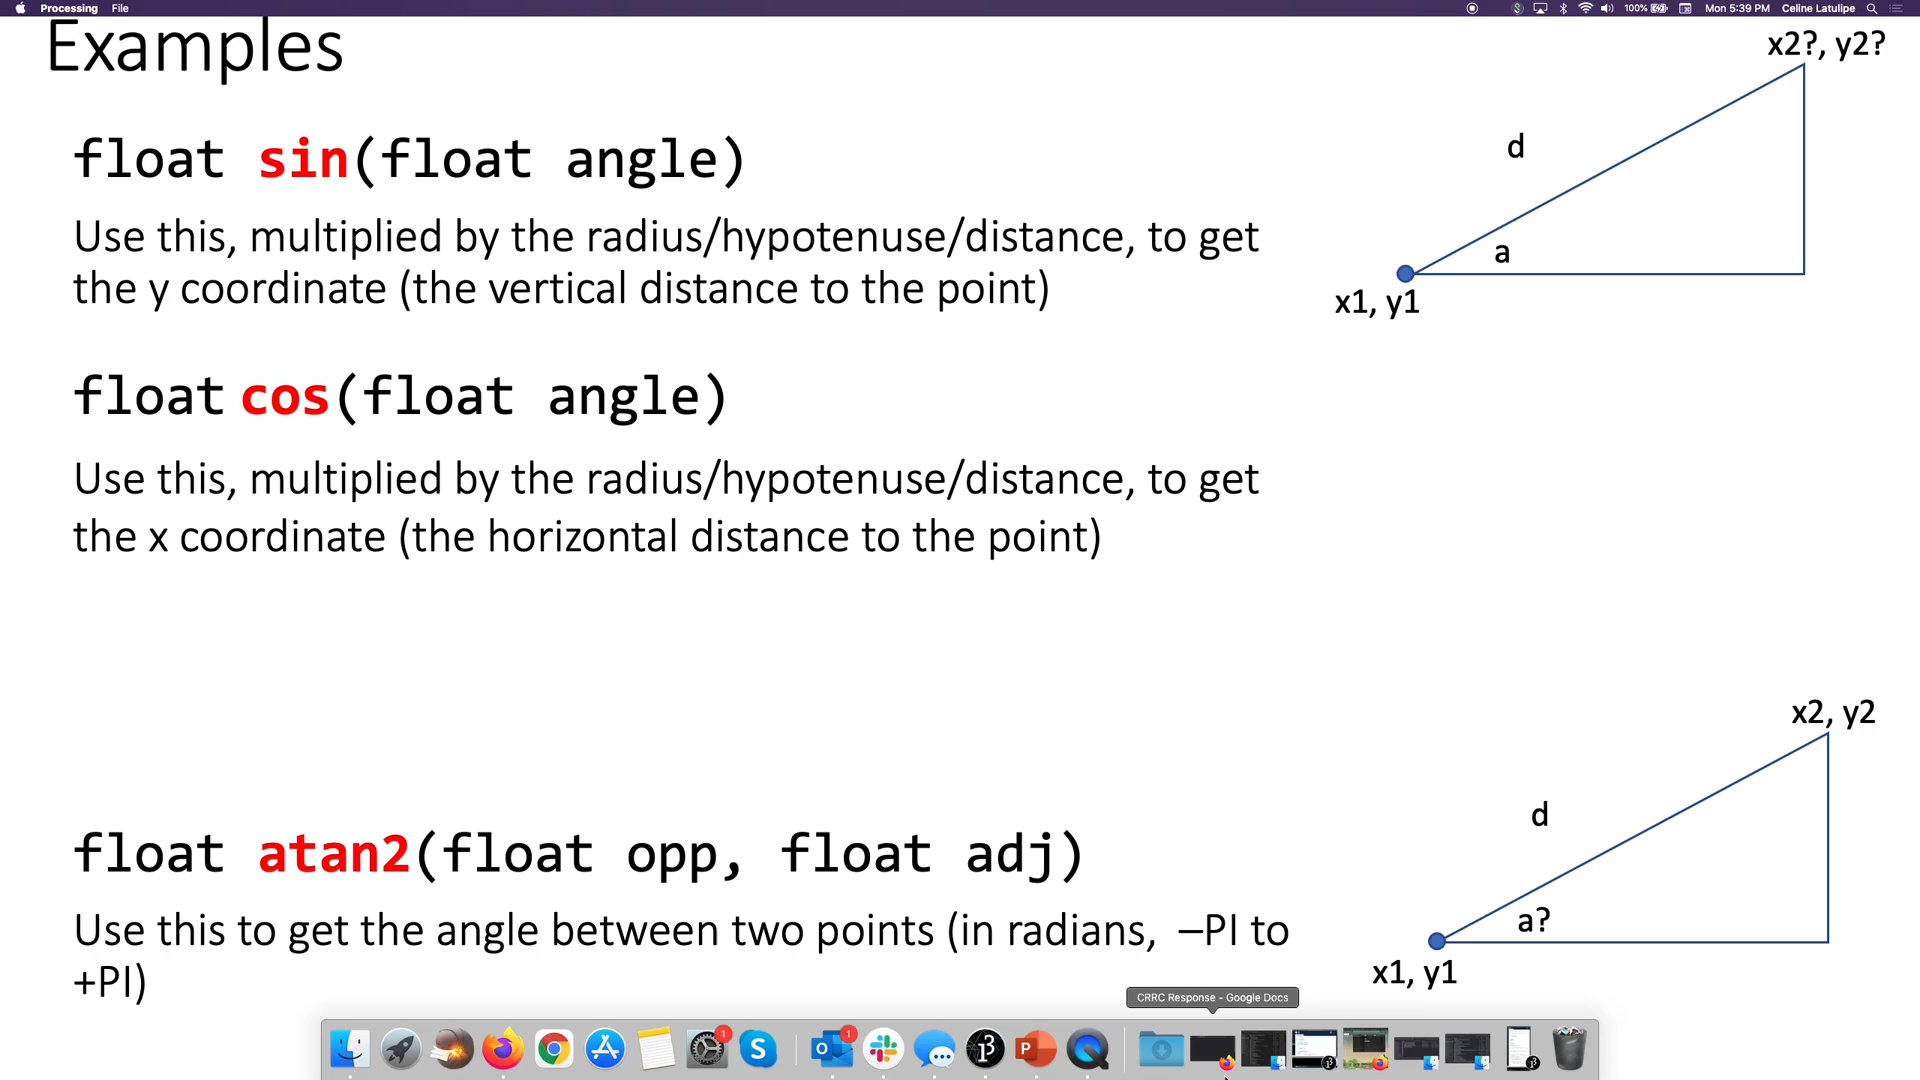 Processing File
100% Mon 5:39 PM Celine Latulipe
Examples
x2?, y2?
float sin(float angle)
d
Use this, multiplied by the radius/hypotenuse/distance, to get
the y coordinate (the vertical distance to the point)
a
x1, y1
float cos(float angle)
Use this, multiplied by the radius/hypotenuse/distance, to get
the x coordinate (the horizontal distance to the point)
x2, y2
d
float atan2(float opp, float adj)
Use this to get the angle between two points (in radians, –PI to
+PI)
a?
x1, y1
CRRC Response - Google Docs
1
1